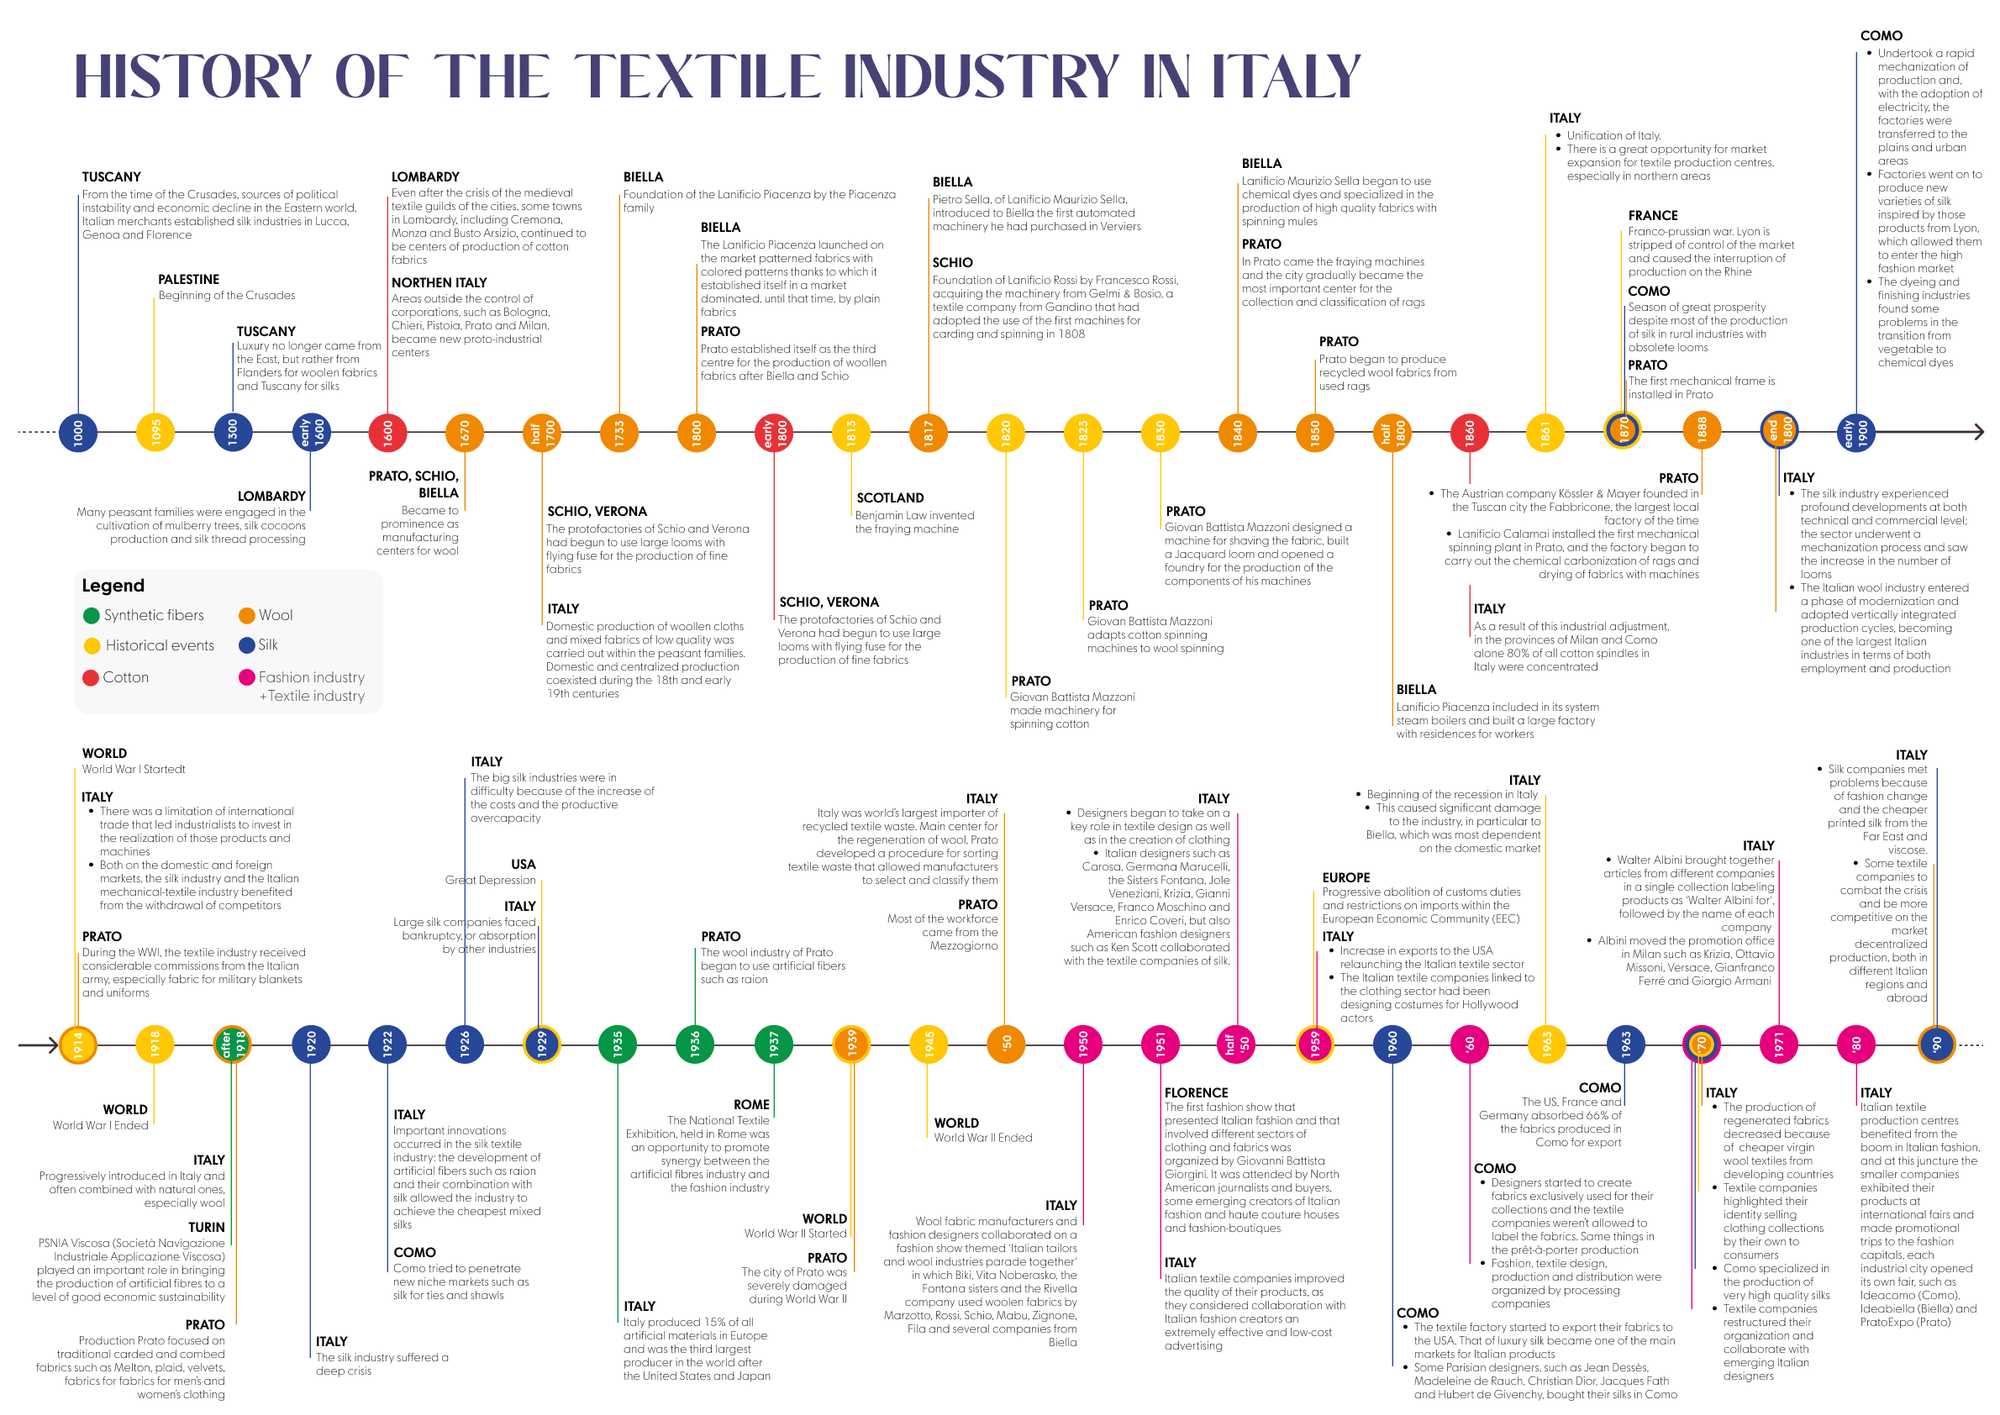 HISTORY OF THE TEXTILE INDUSTRY IN ITALY
TUSCANY
From the time of the Crusades, sources of political
instability and economic decline in the Eastern world,
Italian merchants established silk industries in Lucca,
Genoa and Florence
PALESTINE
Beginning of the Crusades
TUSCANY
Luxury no longer came from
the East, but rather from
Flanders for woolen fabrics
and Tuscany for silks
LOMBARDY
Even after the crisis of the medieval
textile guilds of the cities, some towns
in Lombardy, including Cremona,
Monza and Busto Arsizio, continued to
be centers of production of cotton
fabrics
NORTHEN ITALY
Areas outside the control of
corporations, such as Bologna,
Chieri, Pistoia, Prato and Milan,
became new proto-industrial
centers
BIELLA
Foundation of the Lanificio Piacenza by the Piacenza
family
BIELLA
The Lanificio Piacenza launched on
the market patterned fabrics with
colored patterns thanks to which it
established itself in a market
dominated, until that time, by plain
fabrics
PRATO
Prato established itself as the third
centre for the production of woollen
fabrics after Biella and Schio
BIELLA
Pietro Sella, of Lanificio Maurizio Sella,
introduced to Biella the first automated
machinery he had purchased in Verviers
SCHIO
Foundation of Lanificio Rossi by Francesco Rossi,
acquiring the machinery from Gelmi & Bosio, a
textile company from Gandino that had
adopted the use of the first machines for
carding and spinning in 1808
BIELLA
Lanificio Maurizio Sella began to use
chemical dyes and specialized in the
production of high quality fabrics with
spinning mules
PRATO
In Prato came the fraying machines
and the city gradually became the
most important center for the
collection and classification of rags
PRATO
Prato began to produce
recycled wool fabrics from
used rags
ITALY
• Unification of Italy.
• There is a great opportunity for market
expansion for textile production centres,
especially in northern areas
FRANCE
Franco-prussian war. Lyon is
stripped of control of the market
and caused the interruption of
production on the Rhine
COMO
Season of great prosperity
despite most of the production
of silk in rural industries with
obsolete looms
PRATO
The first mechanical frame is
installed in Prato
COMO
• Undertook a rapid
mechanization of
production and,
with the adoption of
electricity, the
factories were
transferred to the
plains and urban
areas
• Factories went on to
produce new
varieties of silk
inspired by those
products from Lyon,
which allowed them
to enter the high
fashion market
• The dyeing and
finishing industries
found some
problems in the
transition from
vegetable to
chemical dyes
1000
1095
1300
early 1600
1600
1670
half 1700
1733
1800
early 1800
1813
1817
1820
1823
1830
1840
1850
half 1800
1860
1861
1870
1888
end 1800
early 1900
LOMBARDY
Many peasant families were engaged in the
cultivation of mulberry trees, silk cocoons
production and silk thread processing
PRATO, SCHIO,
BIELLA
Became to
prominence as
manufacturing
centers for wool
SCHIO, VERONA
The protofactories of Schio and Verona
had begun to use large looms with
flying fuse for the production of fine
fabrics
ITALY
Domestic production of woollen cloths
and mixed fabrics of low quality was
carried out within the peasant families.
Domestic and centralized production
coexisted during the 18th and early
19th centuries
SCHIO, VERONA
The protofactories of Schio and
Verona had begun to use large
looms with flying fuse for the
production of fine fabrics
SCOTLAND
Benjamin Law invented
the fraying machine
PRATO
Giovan Battista Mazzoni
made machinery for
spinning cotton
PRATO
Giovan Battista Mazzoni
adapts cotton spinning
machines to wool spinning
PRATO
Giovan Battista Mazzoni designed a
machine for shaving the fabric, built
a Jacquard loom and opened a
foundry for the production of the
components of his machines
BIELLA
Lanificio Piacenza included in its system
steam boilers and built a large factory
with residences for workers
PRATO
• The Austrian company Kössler & Mayer founded in
the Tuscan city the Fabbricone, the largest local
factory of the time
• Lanificio Calamai installed the first mechanical
spinning plant in Prato, and the factory began to
carry out the chemical carbonization of rags and
drying of fabrics with machines
ITALY
As a result of this industrial adjustment,
in the provinces of Milan and Como
alone 80% of all cotton spindles in
Italy were concentrated
ITALY
• The silk industry experienced
profound developments at both
technical and commercial level;
the sector underwent a
mechanization process and saw
the increase in the number of
looms
• The Italian wool industry entered
a phase of modernization and
adopted vertically integrated
production cycles, becoming
one of the largest Italian
industries in terms of both
employment and production
Legend
Synthetic fibers
Wool
Historical events
Silk
Cotton
Fashion industry
+Textile industry
WORLD
World War I Startedt
ITALY
• There was a limitation of international
trade that led industrialists to invest in
the realization of those products and
machines
• Both on the domestic and foreign
markets, the silk industry and the Italian
mechanical-textile industry benefited
from the withdrawal of competitors
PRATO
During the WWI, the textile industry received
considerable commissions from the Italian
army, especially fabric for military blankets
and uniforms
ITALY
The big silk industries were in
difficulty because of the increase of
the costs and the productive
overcapacity
USA
Great Depression
ITALY
Large silk companies faced
bankruptcy, or absorption
by other industries
PRATO
The wool industry of Prato
began to use artificial fibers
such as raion
ITALY
Italy was world's largest importer of
recycled textile waste. Main center for
the regeneration of wool, Prato
developed a procedure for sorting
textile waste that allowed manufacturers
to select and classify them
PRATO
Most of the workforce
came from the
Mezzogiorno
ITALY
• Designers began to take on a
key role in textile design as well
as in the creation of clothing
• Italian designers such as
Carosa, Germana Marucelli,
the Sisters Fontana, Jole
Veneziani, Krizia, Gianni
Versace, Franco Moschino and
Enrico Coveri, but also
American fashion designers
such as Ken Scott collaborated
with the textile companies of silk.
EUROPE
Progressive abolition of customs duties
and restrictions on imports within the
European Economic Community (EEC)
ITALY
• Increase in exports to the USA
relaunching the Italian textile sector
• The Italian textile companies linked to
the clothing sector had been
designing costumes for Hollywood
actors
ITALY
• Beginning of the recession in Italy
• This caused significant damage
to the industry, in particular to
Biella, which was most dependent
on the domestic market
ITALY
• Walter Albini brought together
articles from different companies
in a single collection labeling
products as 'Walter Albini for',
followed by the name of each
company
• Albini moved the promotion office
in Milan such as Krizia, Ottavio
Missoni, Versace, Gianfranco
Ferré and Giorgio Armani
ITALY
• Silk companies met
problems because
of fashion change
and the cheaper
printed silk from the
Far East and
viscose.
• Some textile
companies to
combat the crisis
and be more
competitive on the
market
decentralized
production, both in
different Italian
regions and
abroad
1914
1918
after 1918
1920
1922
1926
1929
1935
1936
1937
1939
1945
'50
1950
1951
half '50
1959
1960
'60
1963
1963
'70
1971
'80
'90
WORLD
World War I Ended
ITALY
Progressively introduced in Italy and
often combined with natural ones,
especially wool
TURIN
PSNIA Viscosa (Società Navigazione
Industriale Applicazione Viscosa)
played an important role in bringing
the production of artificial fibres to a
level of good economic sustainability
PRATO
Production Prato focused on
traditional carded and combed
fabrics such as Melton, plaid, velvets,
fabrics for fabrics for men's and
women's clothing
ITALY
The silk industry suffered a
deep crisis
ITALY
Important innovations
occurred in the silk textile
industry: the development of
artificial fibers such as raion
and their combination with
silk allowed the industry to
achieve the cheapest mixed
silks
COMO
Como tried to penetrate
new niche markets such as
silk for ties and shawls
ITALY
Italy produced 15% of all
artificial materials in Europe
and was the third largest
producer in the world after
the United States and Japan
ROME
The National Textile
Exhibition, held in Rome was
an opportunity to promote
synergy between the
artificial fibres industry and
the fashion industry
WORLD
World War II Started
PRATO
The city of Prato was
severely damaged
during World War II
WORLD
World War II Ended
ITALY
Wool fabric manufacturers and
fashion designers collaborated on a
fashion show themed 'Italian tailors
and wool industries parade together'
in which Biki, Vita Noberasko, the
Fontana sisters and the Rivella
company used woolen fabrics by
Marzotto, Rossi, Schio, Mabu, Zignone,
Fila and several companies from
Biella
FLORENCE
The first fashion show that
presented Italian fashion and that
involved different sectors of
clothing and fabrics was
organized by Giovanni Battista
Giorgini. It was attended by North
American journalists and buyers,
some emerging creators of Italian
fashion and haute couture houses
and fashion-boutiques
ITALY
Italian textile companies improved
the quality of their products, as
they considered collaboration with
Italian fashion creators an
extremely effective and low-cost
advertising
COMO
• The textile factory started to export their fabrics to
the USA. That of luxury silk became one of the main
markets for Italian products
• Some Parisian designers, such as Jean Dessès,
Madeleine de Rauch, Christian Dior, Jacques Fath
and Hubert de Givenchy, bought their silks in Como
COMO
• Designers started to create
fabrics exclusively used for their
collections and the textile
companies weren't allowed to
label the fabrics. Same things in
the prêt-à-porter production
• Fashion, textile design,
production and distribution were
organized by processing
companies
COMO
The US, France and
Germany absorbed 66% of
the fabrics produced in
Como for export
ITALY
• The production of
regenerated fabrics
decreased because
of cheaper virgin
wool textiles from
developing countries
• Textile companies
highlighted their
identity selling
clothing collections
by their own to
consumers
• Como specialized in
the production of
very high quality silks
• Textile companies
restructured their
organization and
collaborate with
emerging Italian
designers
ITALY
Italian textile
production centres
benefited from the
boom in Italian fashion,
and at this juncture the
smaller companies
exhibited their
products at
international fairs and
made promotional
trips to the fashion
capitals, each
industrial city opened
its own fair, such as
Ideacomo (Como),
Ideabiella (Biella) and
PratoExpo (Prato)